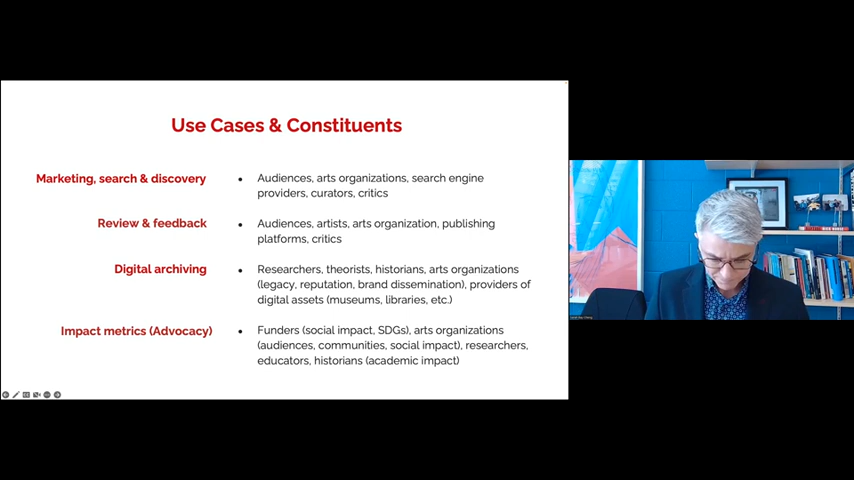 Use Cases & Constituents
Marketing, search & discovery
• Audiences, arts organizations, search engine
providers, curators, critics
Review & feedback
• Audiences, artists, arts organization, publishing
platforms, critics
Digital archiving
• Researchers, theorists, historians, arts organizations
(legacy, reputation, brand dissemination), providers of
digital assets (museums, libraries, etc.)
Impact metrics (Advocacy)
• Funders (social impact, SDGs), arts organizations
(audiences, communities, social impact), researchers,
educators, historians (academic impact)